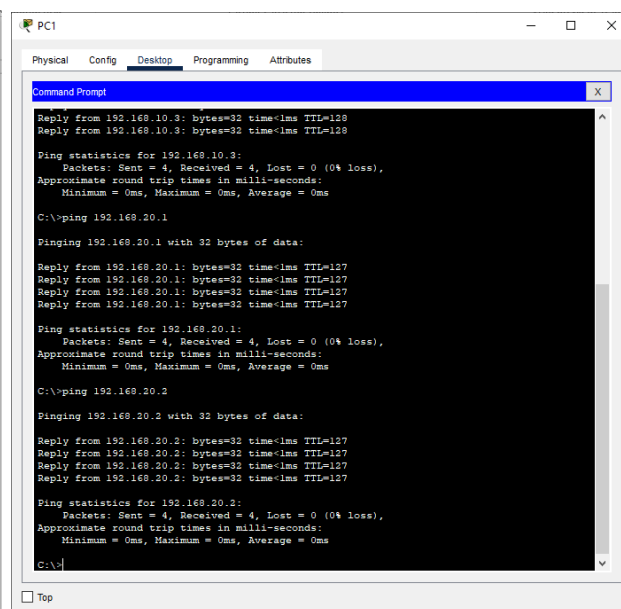 PC1
Physical Config Desktop Programming Attributes
Command Prompt X
Reply from 192.168.10.3: bytes=32 time<1ms TTL=128
Reply from 192.168.10.3: bytes=32 time<1ms TTL=128
Ping statistics for 192.168.10.3:
Packets: Sent = 4, Received = 4, Lost = 0 (0% loss),
Approximate round trip times in milli-seconds:
Minimum = 0ms, Maximum = 0ms, Average = 0ms
C:\>ping 192.168.20.1
Pinging 192.168.20.1 with 32 bytes of data:
Reply from 192.168.20.1: bytes=32 time<1ms TTL=127
Reply from 192.168.20.1: bytes=32 time<1ms TTL=127
Reply from 192.168.20.1: bytes=32 time<1ms TTL=127
Reply from 192.168.20.1: bytes=32 time<1ms TTL=127
Ping statistics for 192.168.20.1:
Packets: Sent = 4, Received = 4, Lost = 0 (0% loss),
Approximate round trip times in milli-seconds:
Minimum = 0ms, Maximum = 0ms, Average = 0ms
C:\>ping 192.168.20.2
Pinging 192.168.20.2 with 32 bytes of data:
Reply from 192.168.20.2: bytes=32 time<1ms TTL=127
Reply from 192.168.20.2: bytes=32 time<1ms TTL=127
Reply from 192.168.20.2: bytes=32 time<1ms TTL=127
Reply from 192.168.20.2: bytes=32 time<1ms TTL=127
Ping statistics for 192.168.20.2:
Packets: Sent = 4, Received = 4, Lost = 0 (0% loss),
Approximate round trip times in milli-seconds:
Minimum = 0ms, Maximum = 0ms, Average = 0ms
C:\>
Top